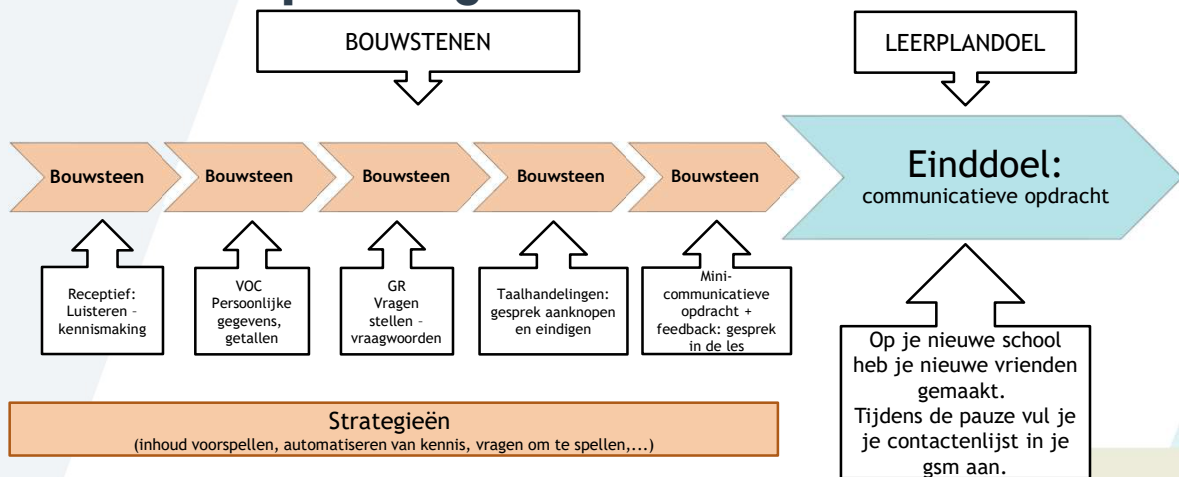 BOUWSTENEN
LEERPLANDOEL
Bouwsteen
Bouwsteen
Bouwsteen
Bouwsteen
Bouwsteen
Einddoel:
communicatieve opdracht
Receptief:
Luisteren –
kennismaking
VOC
Persoonlijke
gegevens,
getallen
GR
Vragen
stellen –
vraagwoorden
Taalhandelingen:
gesprek aanknopen
en eindigen
Mini-
communicatieve
opdracht +
feedback: gesprek
in de les
Op je nieuwe school
heb je nieuwe vrienden
gemaakt.
Tijdens de pauze vul je
je contactenlijst in je
gsm aan.
Strategieën
(inhoud voorspellen, automatiseren van kennis, vragen om te spellen,...)